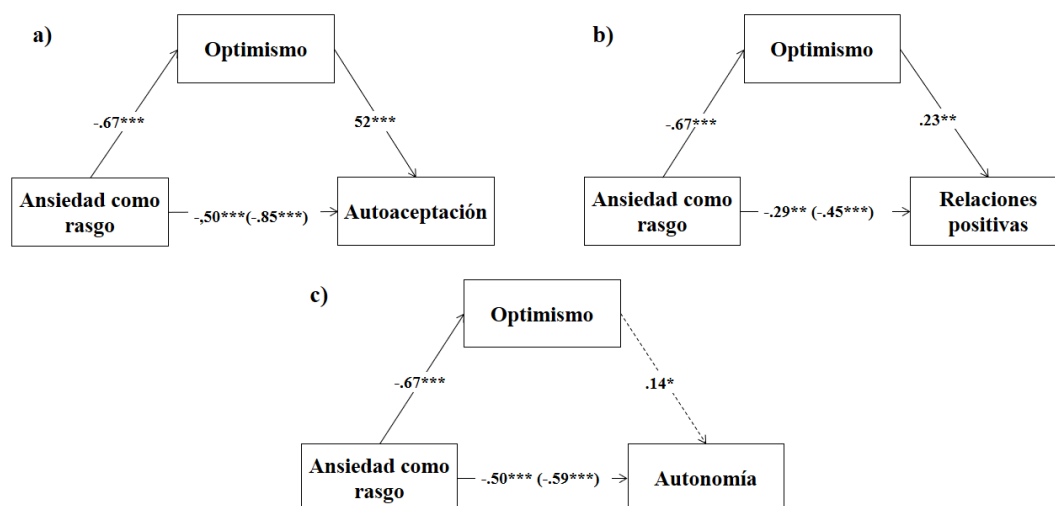 a)
Optimismo
-.67***
52***
Ansiedad como
rasgo
-,50***(-.85***)
Autoaceptación
b)
Optimismo
-.67***
.23**
Ansiedad como
rasgo
-.29** (-.45***)
Relaciones
positivas
c)
Optimismo
-.67***
.14*
Ansiedad como
rasgo
-.50*** (-.59***)
Autonomía